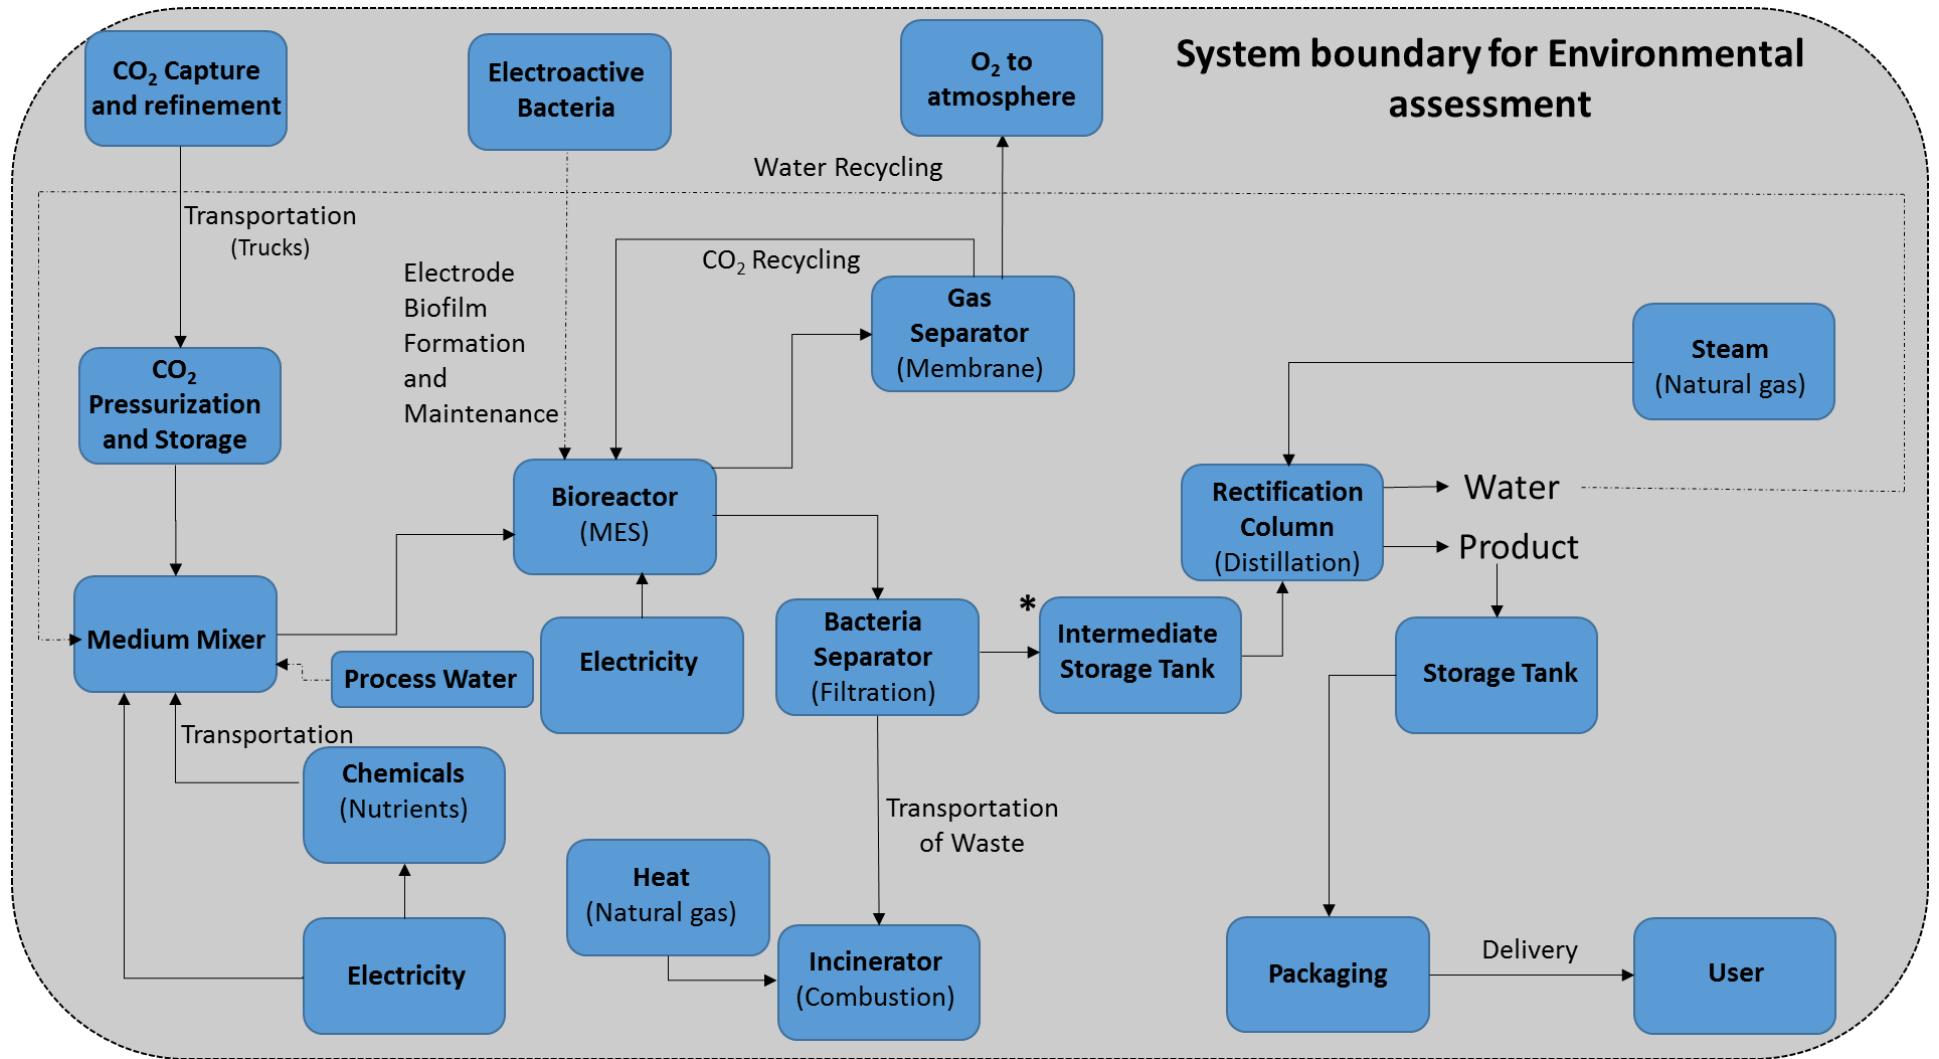 System boundary for Environmental
assessment
CO₂ Capture
and refinement
Electroactive
Bacteria
O₂ to
atmosphere
Water Recycling
Transportation
(Trucks)
CO₂ Recycling
Electrode
Biofilm
Formation
and
Maintenance
Gas
Separator
(Membrane)
Steam
(Natural gas)
CO₂
Pressurization
and Storage
Bioreactor
(MES)
Rectification
Column
(Distillation)
Water
Product
Medium Mixer
Process Water
Electricity
Bacteria
Separator
(Filtration)
*
Intermediate
Storage Tank
Storage Tank
Transportation
Chemicals
(Nutrients)
Transportation
of Waste
Heat
(Natural gas)
Electricity
Incinerator
(Combustion)
Packaging
Delivery
User